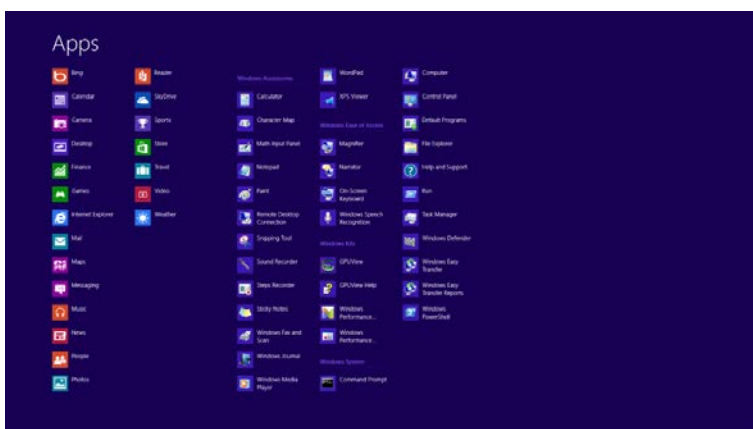 Apps
Bing
Calendar
Camera
Desktop
Finance
Games
Internet Explorer
Mail
Maps
Messaging
Music
News
People
Photos
Reader
SkyDrive
Sports
Store
Travel
Video
Weather
Windows Accessories
Calculator
Character Map
Math Input Panel
Notepad
Paint
Remote Desktop
Connection
Snipping Tool
Sound Recorder
Steps Recorder
Sticky Notes
Windows Fax and
Scan
Windows Journal
Windows Media
Player
WordPad
XPS Viewer
Windows Ease of Access
Magnifier
Narrator
On-Screen
Keyboard
Windows Speech
Recognition
Windows Kits
GPUView
GPUView Help
Windows
Performance...
Windows
Performance...
Windows System
Command Prompt
Computer
Control Panel
Default Programs
File Explorer
Help and Support
Run
Task Manager
Windows Defender
Windows Easy
Transfer
Windows Easy
Transfer Reports
Windows
PowerShell